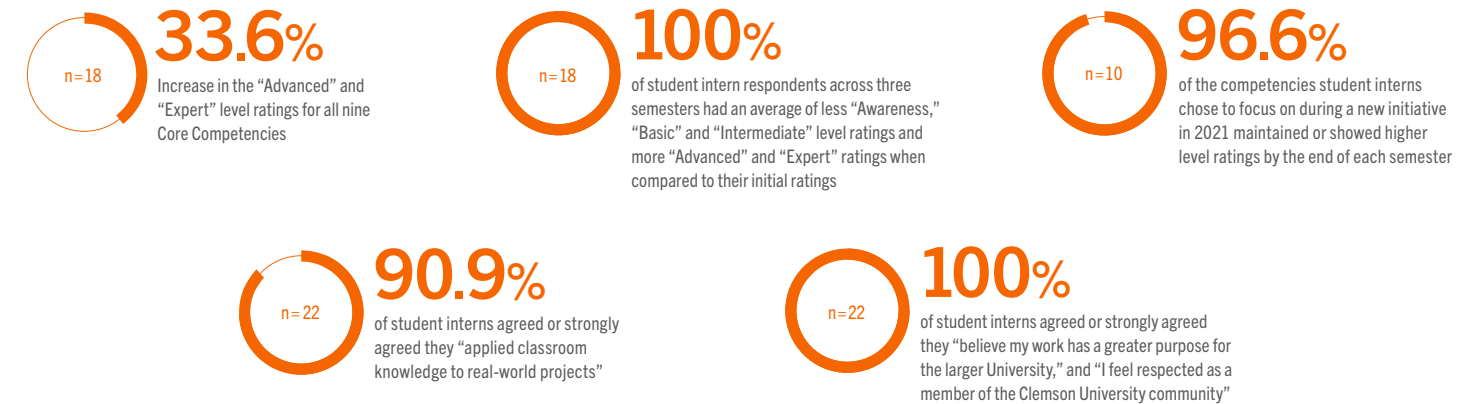 n=18
33.6%
Increase in the “Advanced” and
“Expert” level ratings for all nine
Core Competencies
n=18
100%
of student intern respondents across three
semesters had an average of less “Awareness,”
“Basic” and “Intermediate” level ratings and
more “Advanced” and “Expert” ratings when
compared to their initial ratings
n=10
96.6%
of the competencies student interns
chose to focus on during a new initiative
in 2021 maintained or showed higher
level ratings by the end of each semester
n=22
90.9%
of student interns agreed or strongly
agreed they “applied classroom
knowledge to real-world projects”
n=22
100%
of student interns agreed or strongly agreed
they “believe my work has a greater purpose for
the larger University,” and “I feel respected as a
member of the Clemson University community”